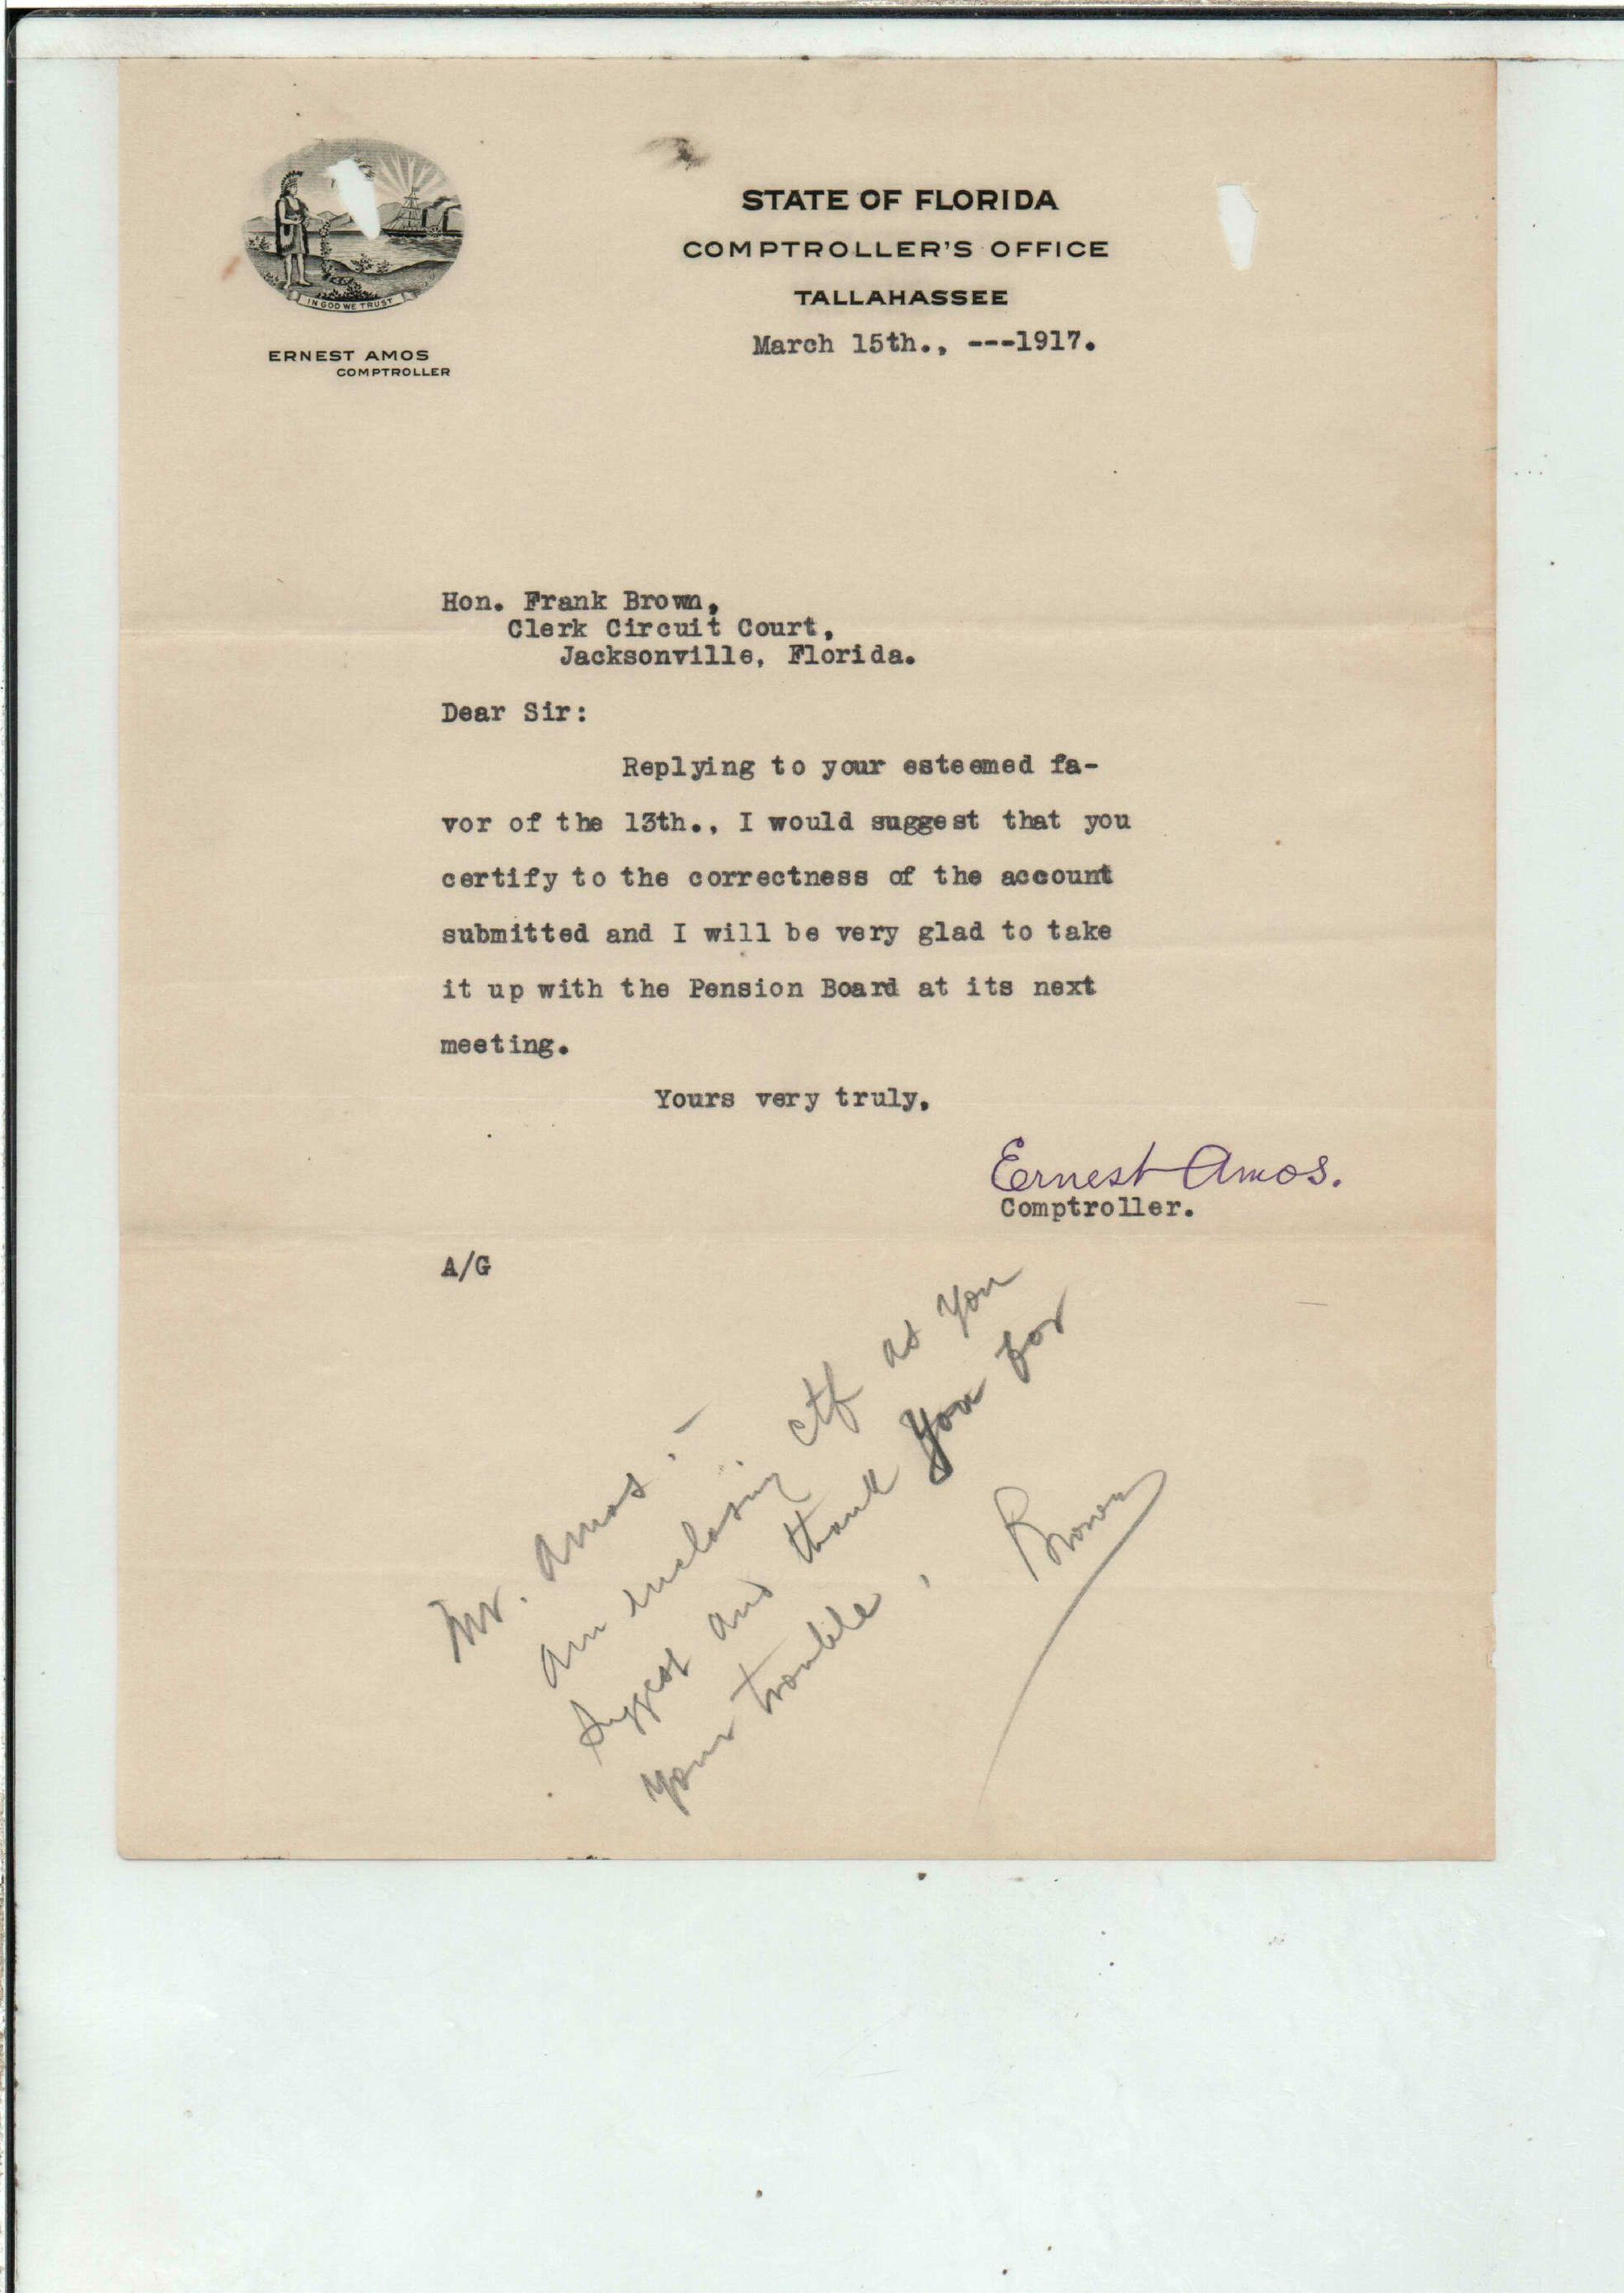 STATE OF FLORIDA
COMPTROLLER'S OFFICE
TALLAHASSEE
IN GOD WE TRUST
ERNEST AMOS
COMPTROLLER
March 15th., ---1917.
Hon. Frank Brown,
Clerk Circuit Court,
Jacksonville, Florida.
Dear Sir:
Replying to your esteemed fa-
vor of the 13th., I would suggest that you
certify to the correctness of the account
submitted and I will be very glad to take
it up with the Pension Board at its next
meeting.
Yours very truly,
Ernest Amos.
Comptroller.
A/G
Mr. Amos:-
Am enclosing ctf as you
suggest and thank you for
your trouble,
Brown